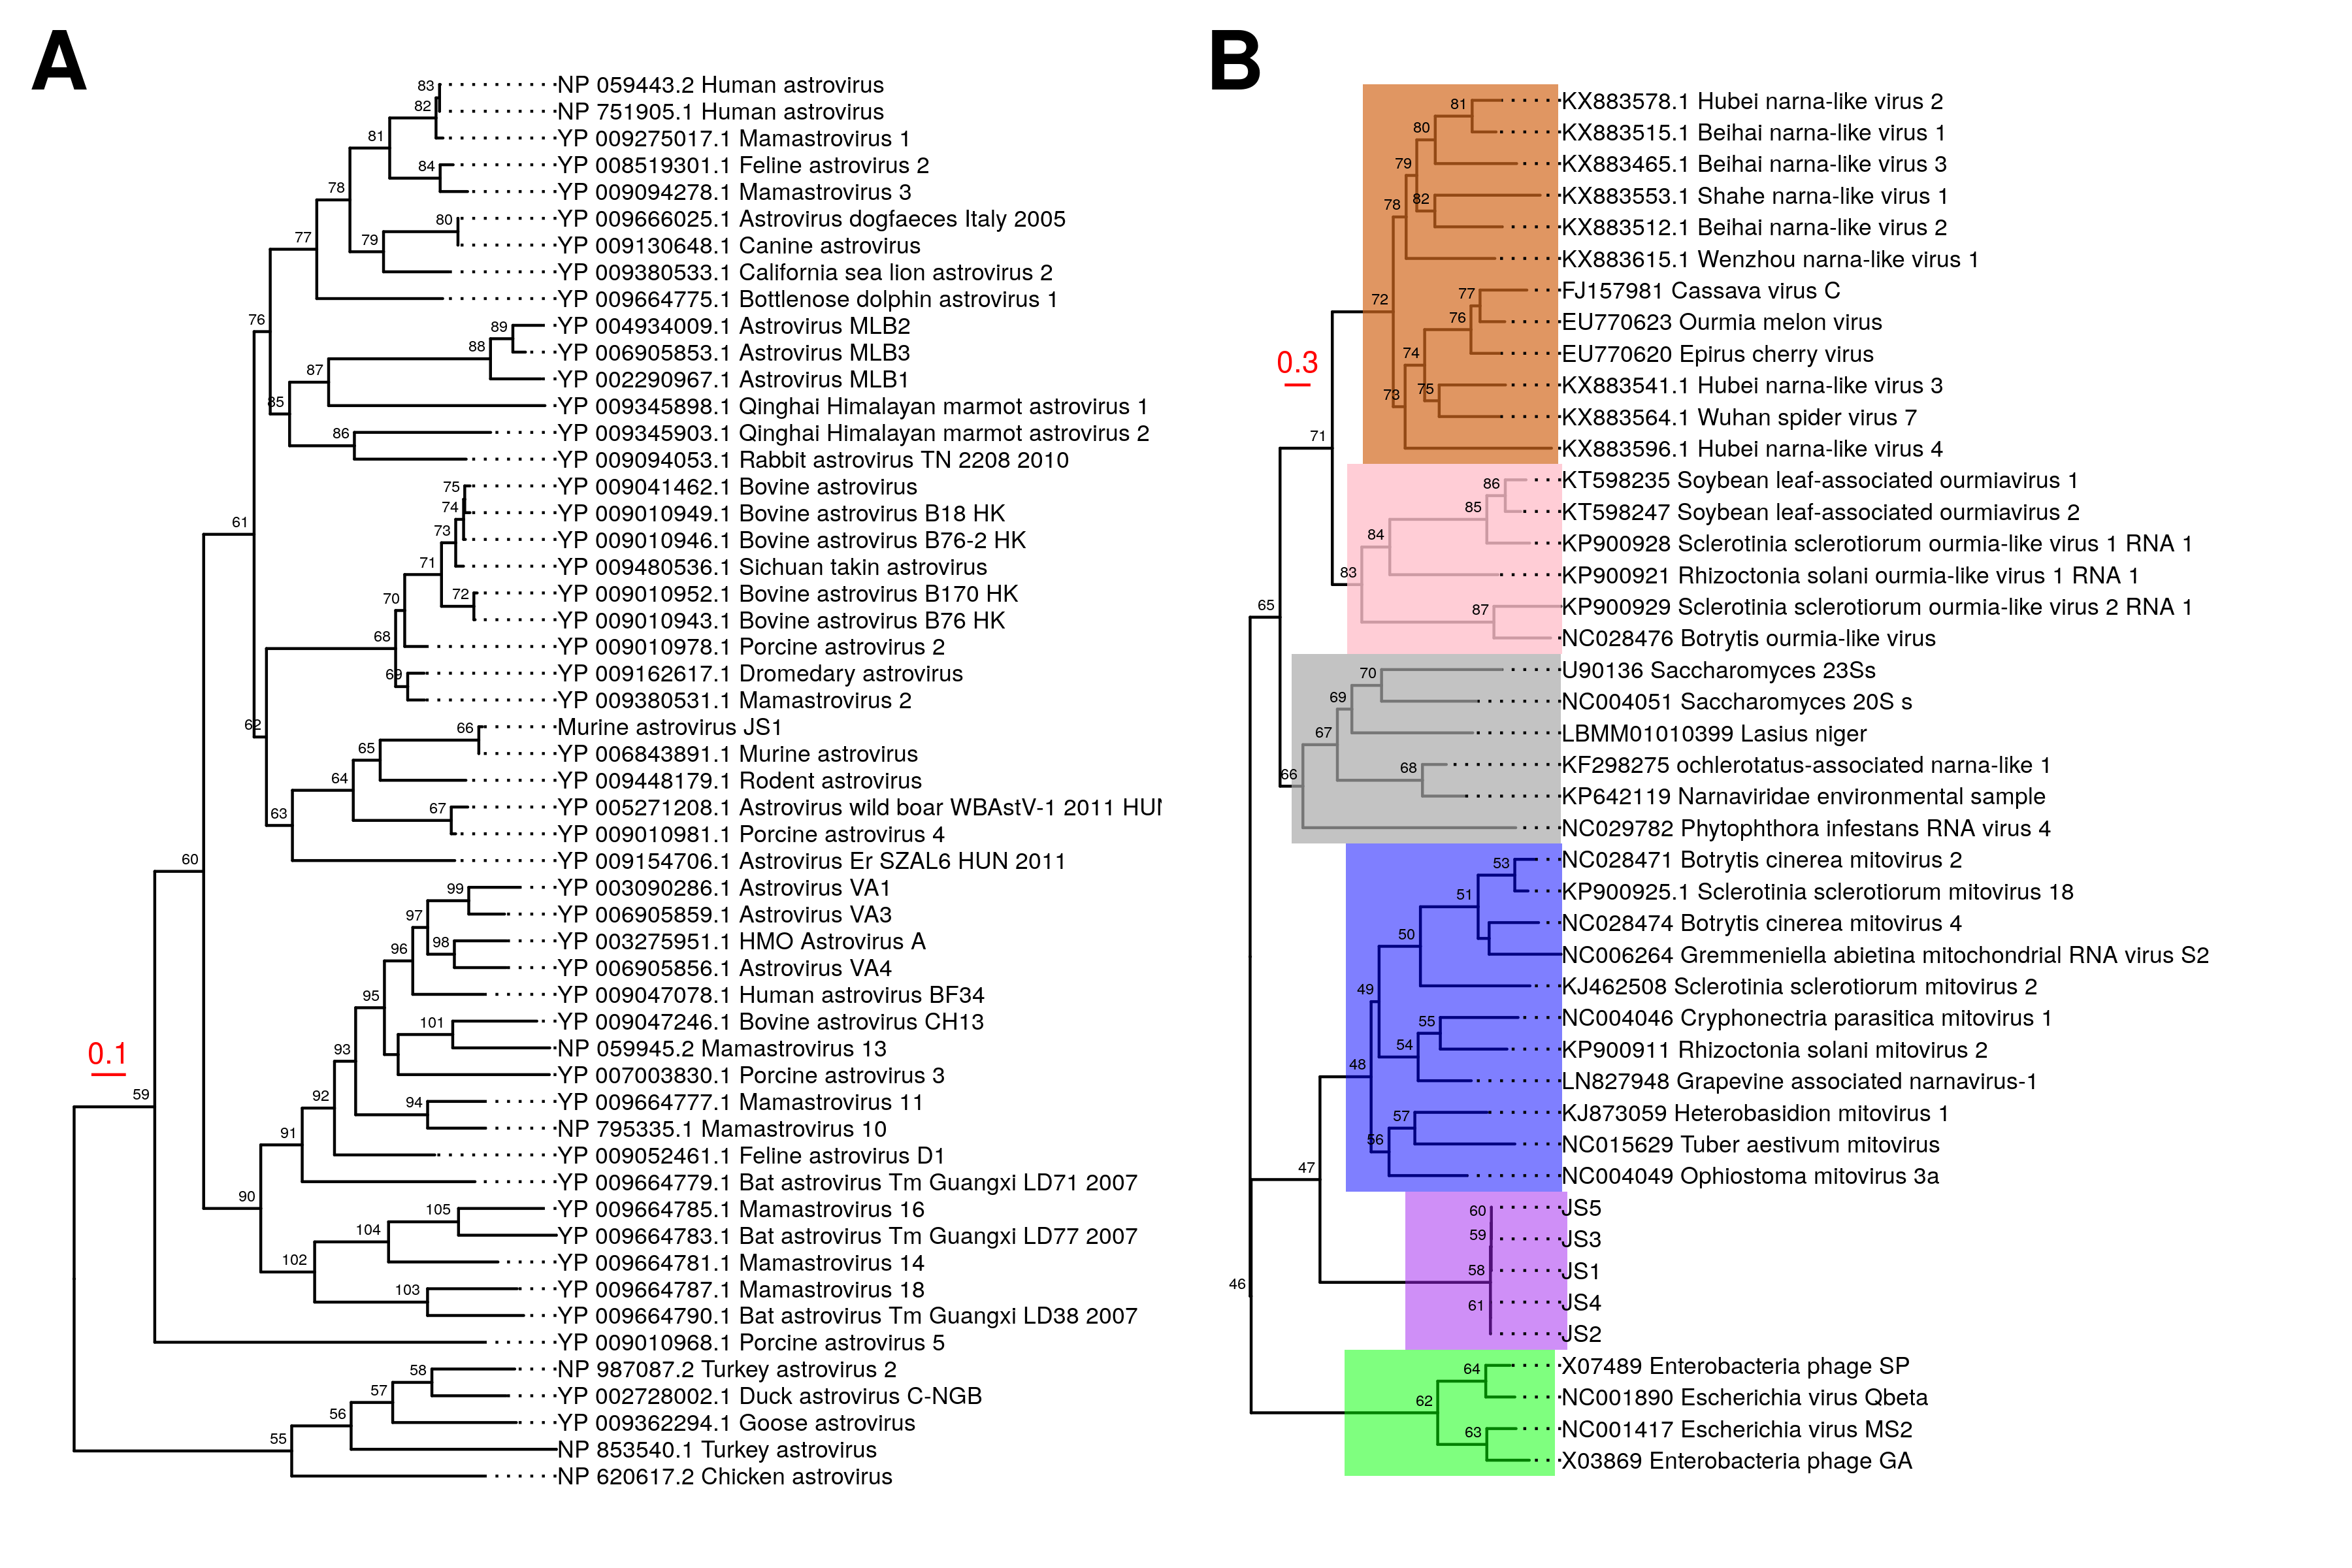 A
83
NP 059443.2 Human astrovirus
82
NP 751905.1 Human astrovirus
81
YP 009275017.1 Mamastrovirus 1
84
YP 008519301.1 Feline astrovirus 2
78
YP 009094278.1 Mamastrovirus 3
80
YP 009666025.1 Astrovirus dogfaeces Italy 2005
77
79
YP 009130648.1 Canine astrovirus
YP 009380533.1 California sea lion astrovirus 2
YP 009664775.1 Bottlenose dolphin astrovirus 1
76
89
YP 004934009.1 Astrovirus MLB2
88
YP 006905853.1 Astrovirus MLB3
87
YP 002290967.1 Astrovirus MLB1
85
YP 009345898.1 Qinghai Himalayan marmot astrovirus 1
86
YP 009345903.1 Qinghai Himalayan marmot astrovirus 2
YP 009094053.1 Rabbit astrovirus TN 2208 2010
75
YP 009041462.1 Bovine astrovirus
74
YP 009010949.1 Bovine astrovirus B18 HK
61
73
YP 009010946.1 Bovine astrovirus B76-2 HK
71
YP 009480536.1 Sichuan takin astrovirus
70
72
YP 009010952.1 Bovine astrovirus B170 HK
YP 009010943.1 Bovine astrovirus B76 HK
68
YP 009010978.1 Porcine astrovirus 2
69
YP 009162617.1 Dromedary astrovirus
YP 009380531.1 Mamastrovirus 2
62
66
Murine astrovirus JS1
65
YP 006843891.1 Murine astrovirus
64
YP 009448179.1 Rodent astrovirus
63
67
YP 005271208.1 Astrovirus wild boar WBAstV-1 2011 HUN
YP 009010981.1 Porcine astrovirus 4
60
YP 009154706.1 Astrovirus Er SZAL6 HUN 2011
99
YP 003090286.1 Astrovirus VA1
97
YP 006905859.1 Astrovirus VA3
96
98
YP 003275951.1 HMO Astrovirus A
YP 006905856.1 Astrovirus VA4
95
YP 009047078.1 Human astrovirus BF34
101
YP 009047246.1 Bovine astrovirus CH13
0.1
93
NP 059945.2 Mamastrovirus 13
YP 007003830.1 Porcine astrovirus 3
59
92
94
YP 009664777.1 Mamastrovirus 11
91
NP 795335.1 Mamastrovirus 10
YP 009052461.1 Feline astrovirus D1
90
YP 009664779.1 Bat astrovirus Tm Guangxi LD71 2007
105
YP 009664785.1 Mamastrovirus 16
104
YP 009664783.1 Bat astrovirus Tm Guangxi LD77 2007
102
YP 009664781.1 Mamastrovirus 14
103
YP 009664787.1 Mamastrovirus 18
YP 009664790.1 Bat astrovirus Tm Guangxi LD38 2007
YP 009010968.1 Porcine astrovirus 5
58
NP 987087.2 Turkey astrovirus 2
57
YP 002728002.1 Duck astrovirus C-NGB
56
YP 009362294.1 Goose astrovirus
55
NP 853540.1 Turkey astrovirus
NP 620617.2 Chicken astrovirus
B
81
KX883578.1 Hubei narna-like virus 2
80
KX883515.1 Beihai narna-like virus 1
79
KX883465.1 Beihai narna-like virus 3
78
82
KX883553.1 Shahe narna-like virus 1
KX883512.1 Beihai narna-like virus 2
KX883615.1 Wenzhou narna-like virus 1
72
77
FJ157981 Cassava virus C
76
EU770623 Ourmia melon virus
0.3
74
EU770620 Epirus cherry virus
73
75
KX883541.1 Hubei narna-like virus 3
KX883564.1 Wuhan spider virus 7
71
KX883596.1 Hubei narna-like virus 4
86
KT598235 Soybean leaf-associated ourmiavirus 1
85
KT598247 Soybean leaf-associated ourmiavirus 2
84
KP900928 Sclerotinia sclerotiorum ourmia-like virus 1 RNA 1
83
KP900921 Rhizoctonia solani ourmia-like virus 1 RNA 1
65
87
KP900929 Sclerotinia sclerotiorum ourmia-like virus 2 RNA 1
NC028476 Botrytis ourmia-like virus
70
U90136 Saccharomyces 23Ss
69
NC004051 Saccharomyces 20S s
67
LBMM01010399 Lasius niger
66
68
KF298275 ochlerotatus-associated narna-like 1
KP642119 Narnaviridae environmental sample
NC029782 Phytophthora infestans RNA virus 4
53
NC028471 Botrytis cinerea mitovirus 2
51
KP900925.1 Sclerotinia sclerotiorum mitovirus 18
50
NC028474 Botrytis cinerea mitovirus 4
NC006264 Gremmeniella abietina mitochondrial RNA virus S2
49
KJ462508 Sclerotinia sclerotiorum mitovirus 2
55
NC004046 Cryphonectria parasitica mitovirus 1
54
KP900911 Rhizoctonia solani mitovirus 2
48
LN827948 Grapevine associated narnavirus-1
57
KJ873059 Heterobasidion mitovirus 1
56
NC015629 Tuber aestivum mitovirus
47
NC004049 Ophiostoma mitovirus 3a
60
JS5
59
JS3
58
JS1
46
61
JS4
JS2
64
X07489 Enterobacteria phage SP
62
NC001890 Escherichia virus Qbeta
63
NC001417 Escherichia virus MS2
X03869 Enterobacteria phage GA